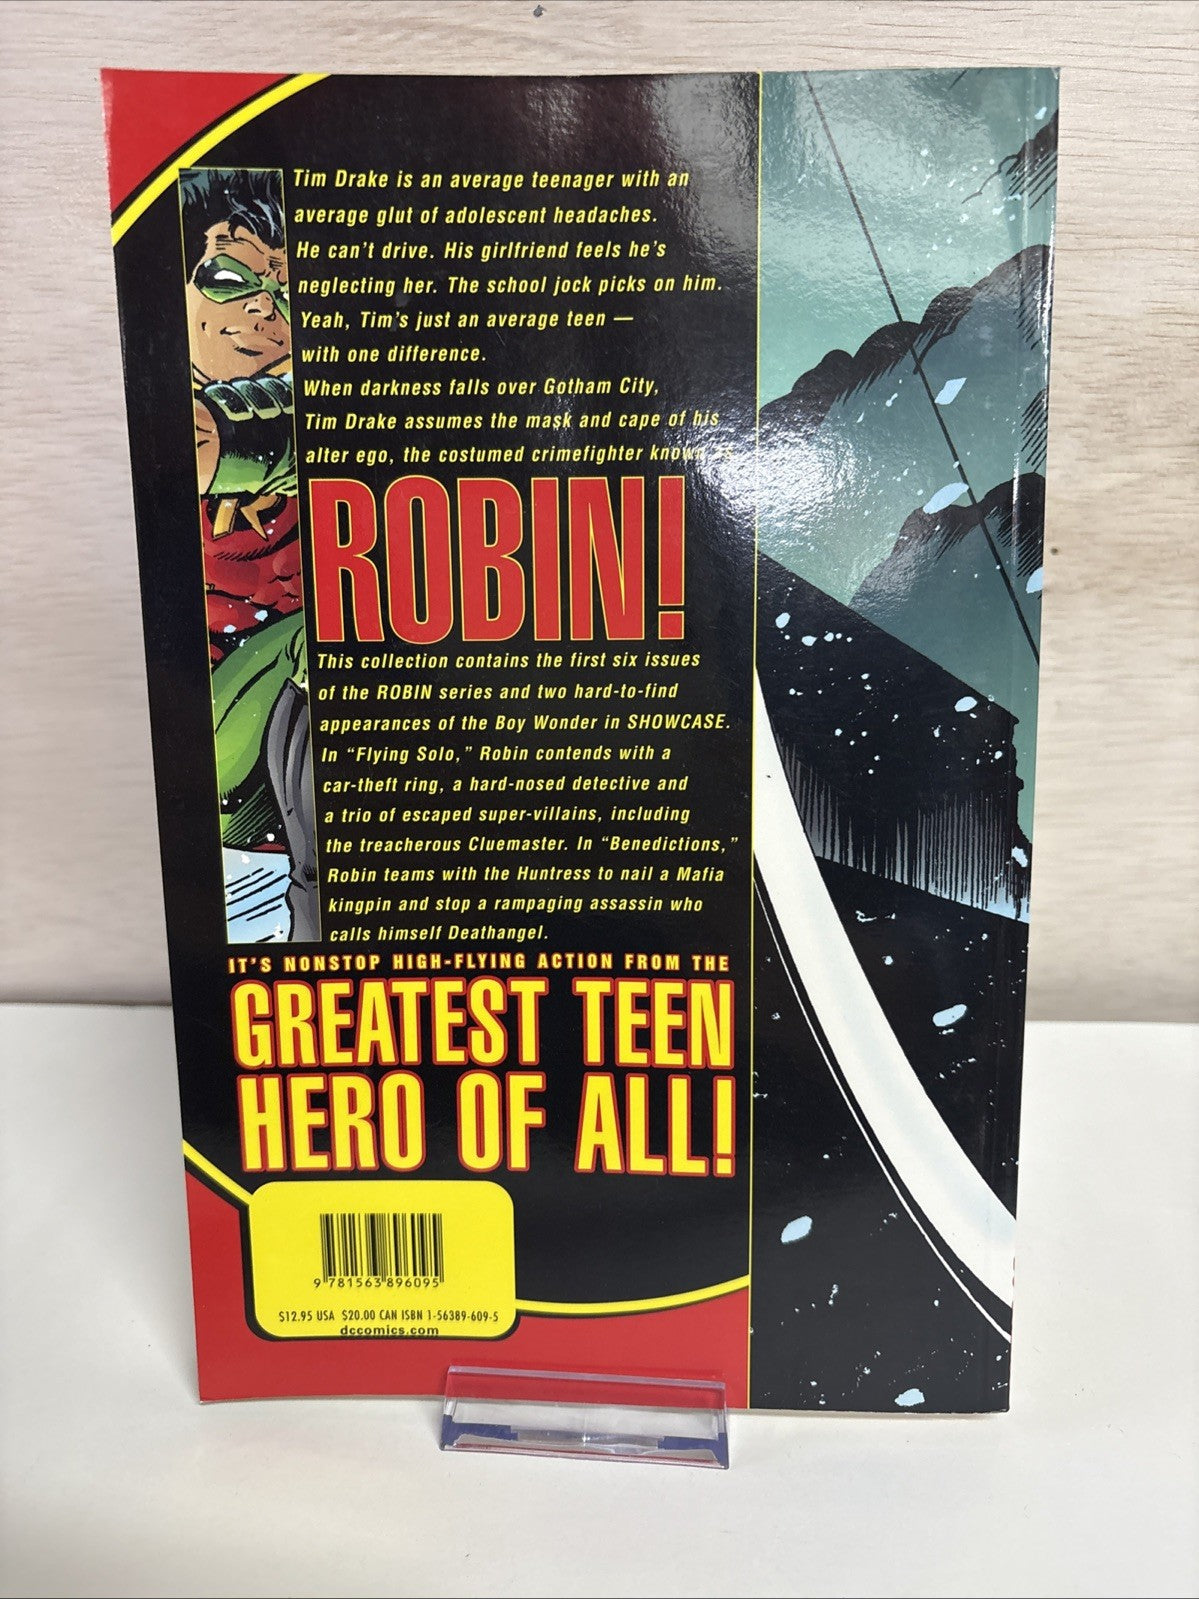 Tim Drake is an average teenager with an
average glut of adolescent headaches.
He can't drive. His girlfriend feels he's
neglecting her. The school jock picks on him.
Yeah, Tim's just an average teen —
with one difference.
When darkness falls over Gotham City,
Tim Drake assumes the mask and cape of his
alter ego, the costumed crimefighter known as
ROBIN!
This collection contains the first six issues
of the ROBIN series and two hard-to-find
appearances of the Boy Wonder in SHOWCASE.
In "Flying Solo," Robin contends with a
car-theft ring, a hard-nosed detective and
a trio of escaped super-villains, including
the treacherous Cluemaster. In "Benedictions,"
Robin teams with the Huntress to nail a Mafia
kingpin and stop a rampaging assassin who
calls himself Deathangel.
IT'S NONSTOP HIGH-FLYING ACTION FROM THE
GREATEST TEEN
HERO OF ALL!
9 781563 896095
$12.95 USA $20.00 CAN ISBN 1-56389-609-5
dccomics.com